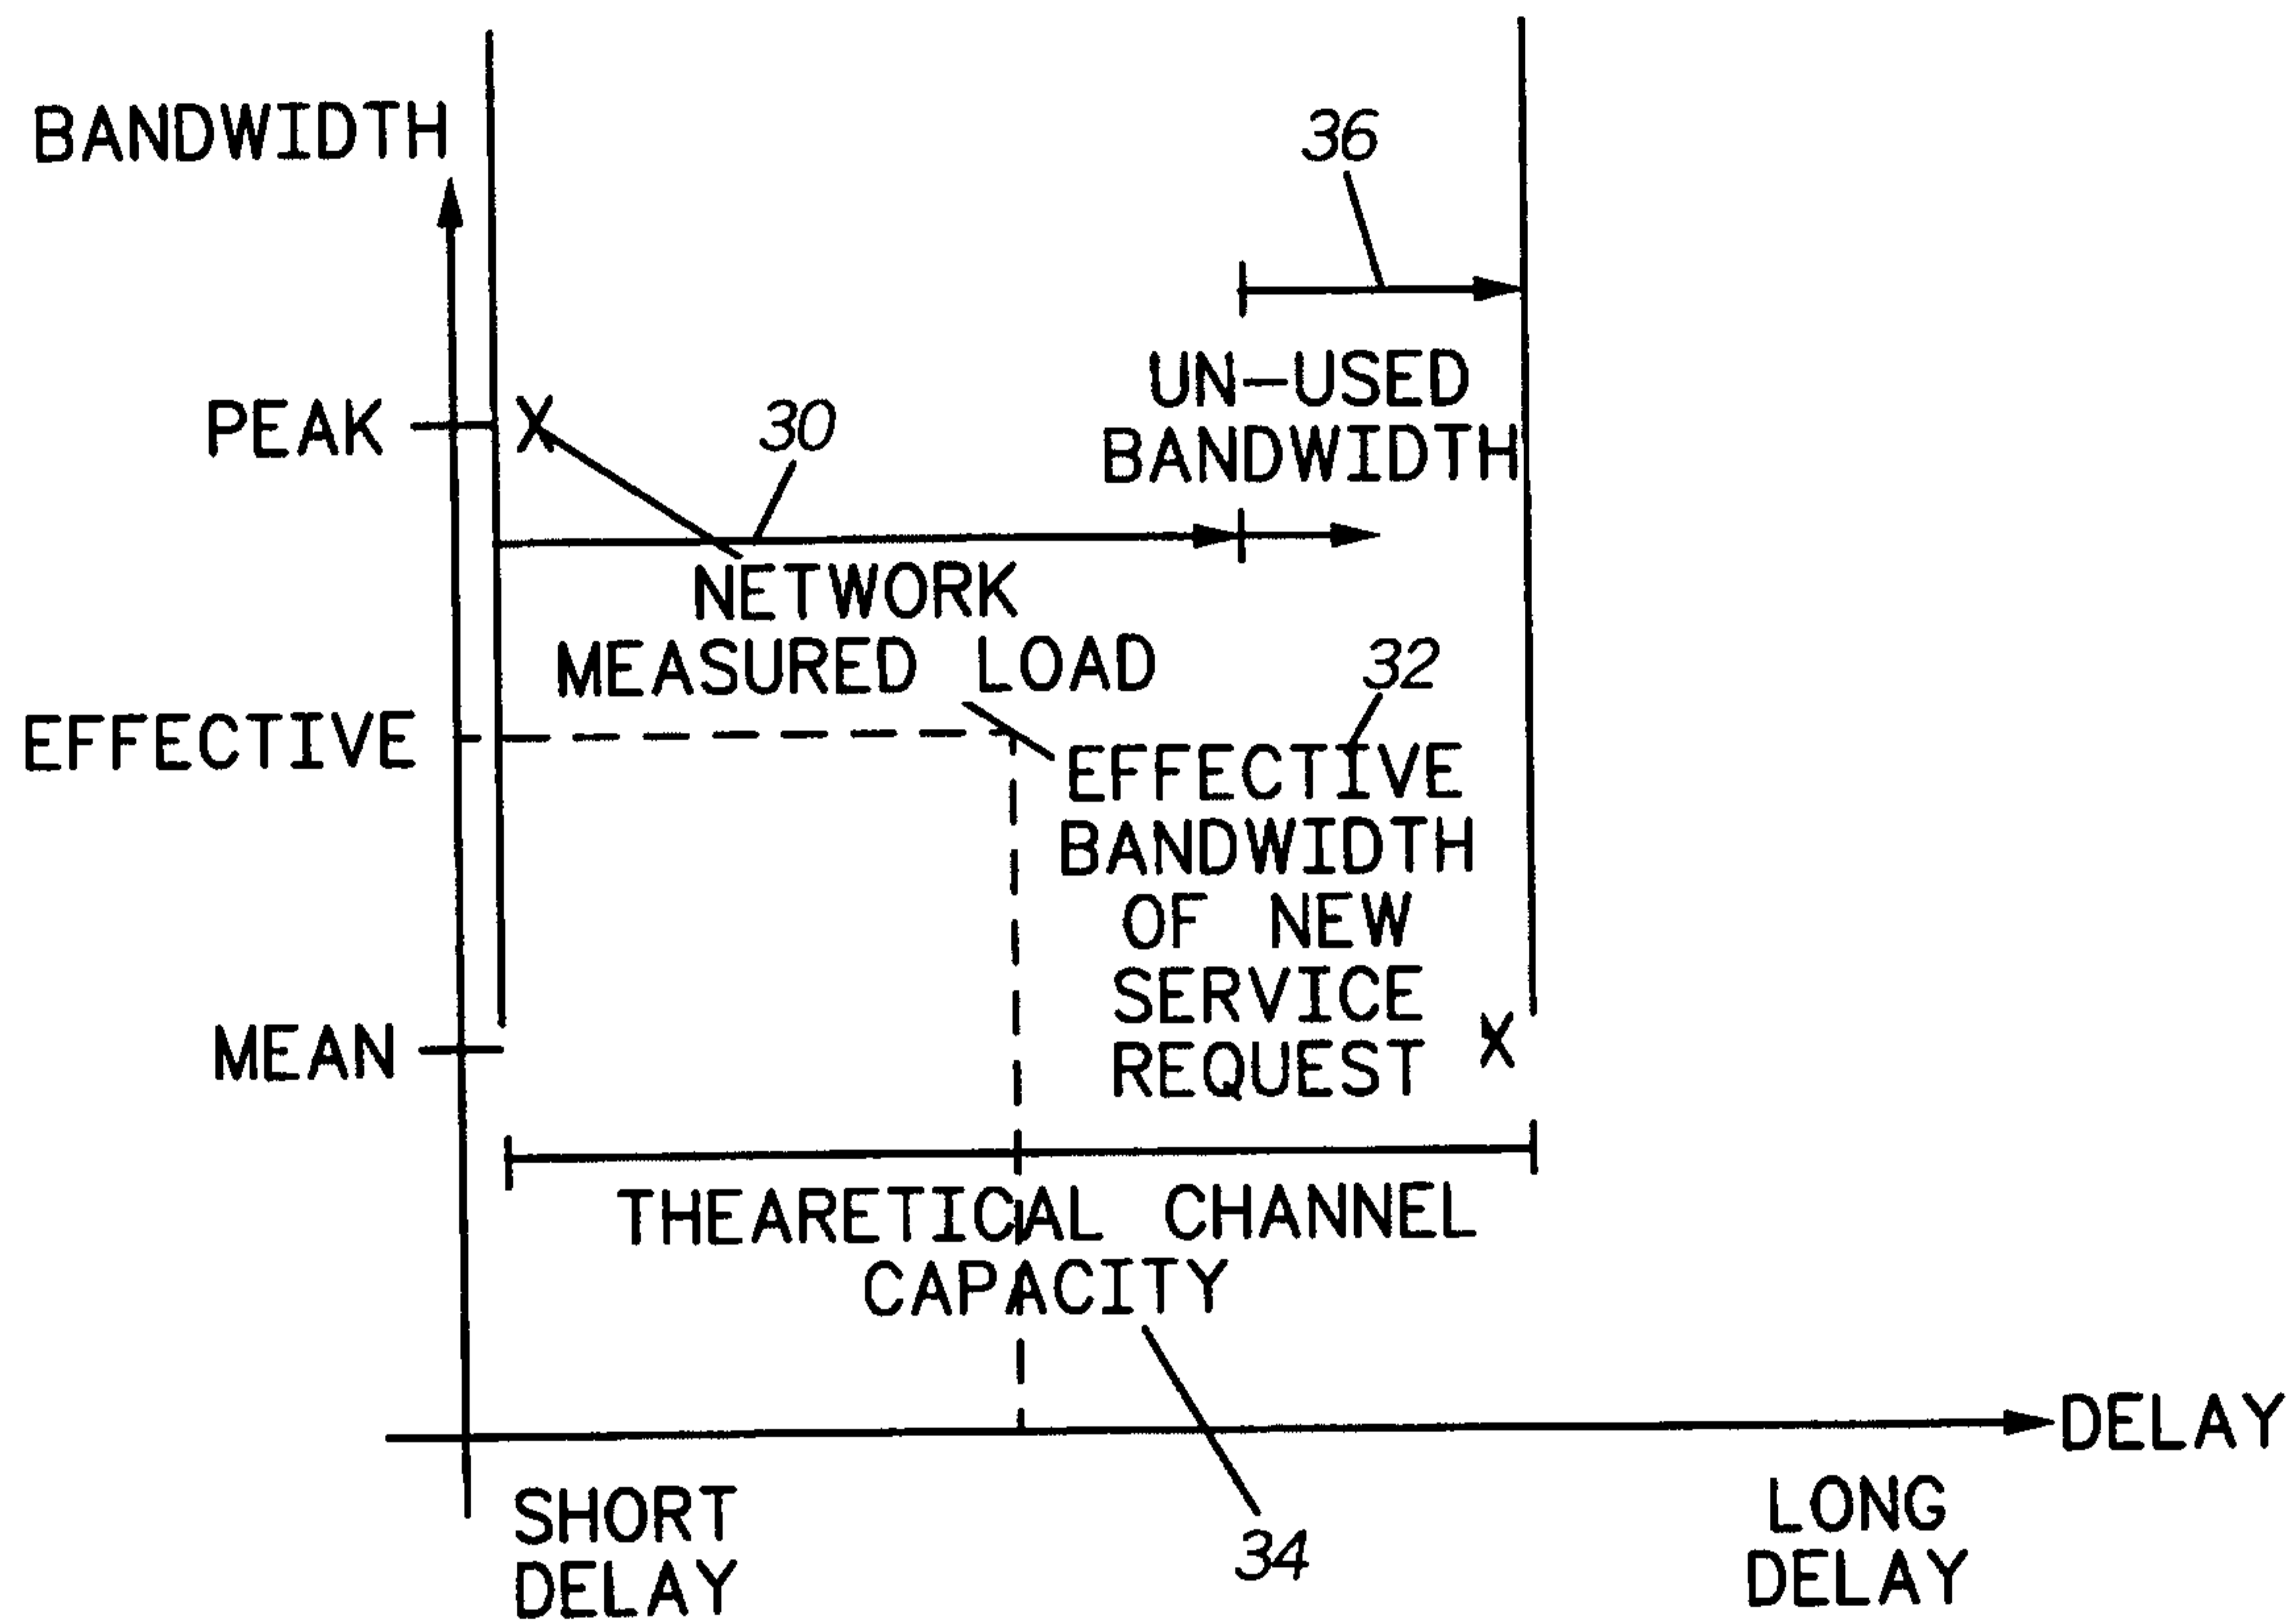 BANDWIDTH
36
UN-USED
BANDWIDTH
PEAK
X
30
NETWORK
MEASURED LOAD
32
EFFECTIVE
EFFECTIVE
BANDWIDTH
OF NEW
SERVICE
REQUEST
X
MEAN
THEARETICAL CHANNEL
CAPACITY
DELAY
SHORT
DELAY
34
LONG
DELAY